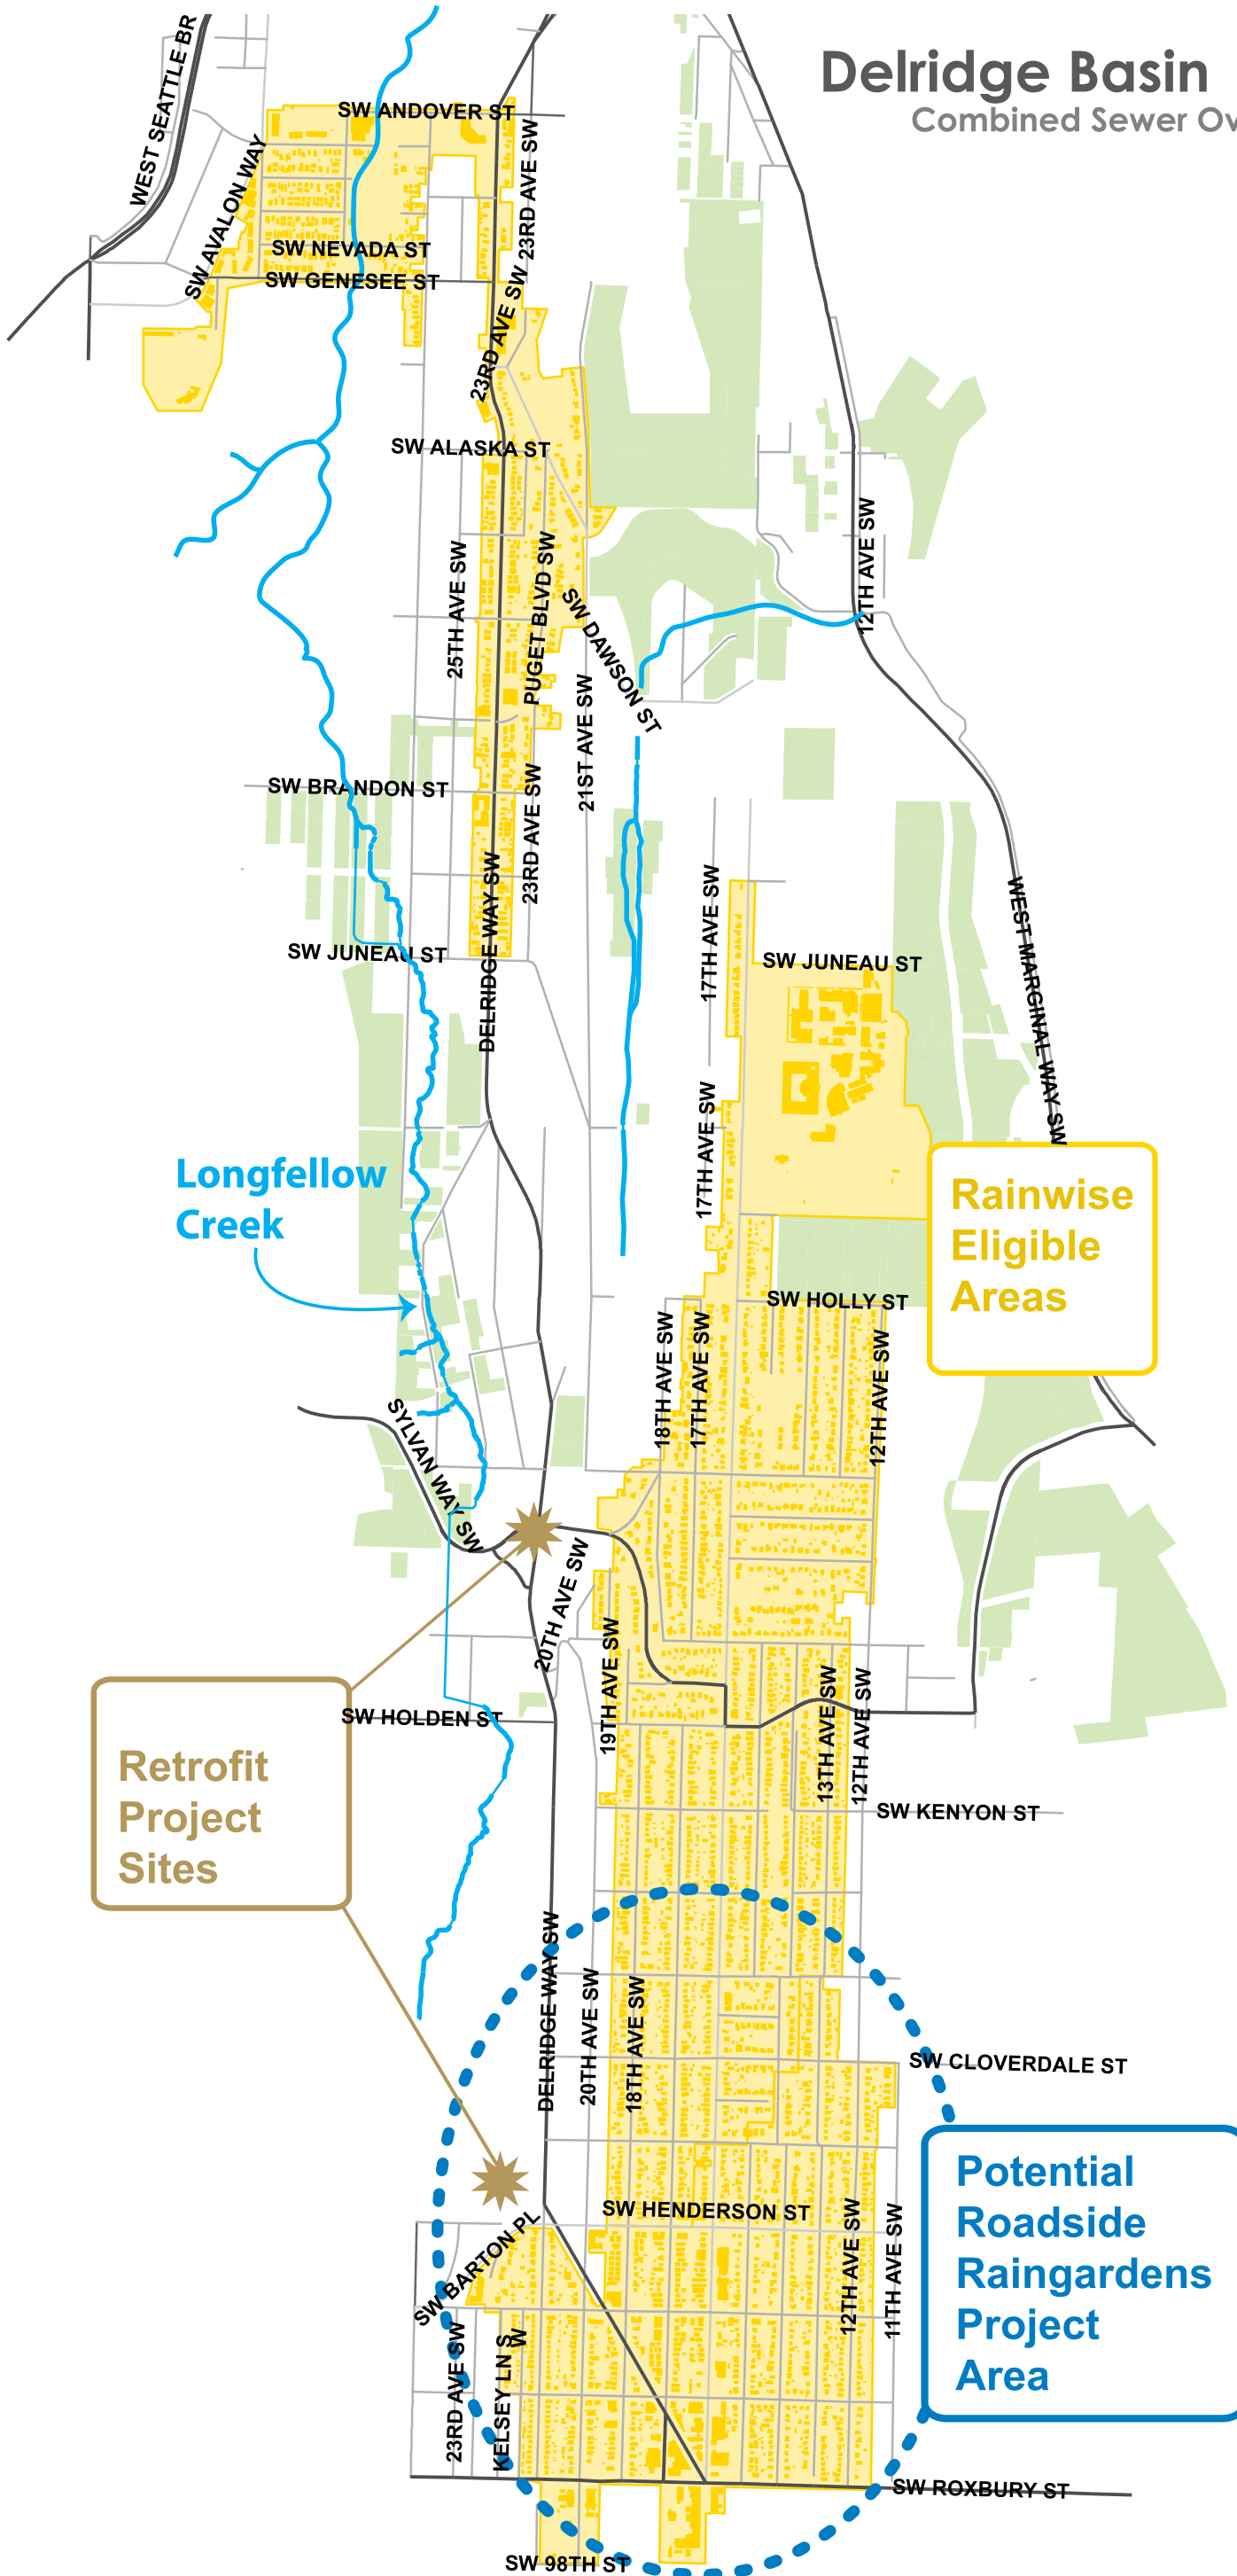 Delridge Basin
Combined Sewer Ov
WEST SEATTLE BR
SW ANDOVER ST
SW AVALON WAY
23RD AVE SW
SW NEVADA ST
SW GENESEE ST
23RD AVE SW
SW ALASKA ST
12TH AVE SW
25TH AVE SW
PUGET BLVD SW
SW DAWSON ST
21ST AVE SW
SW BRANDON ST
23RD AVE SW
DELRIDGE WAY SW
17TH AVE SW
WEST MARGINAL WAY SW
SW JUNEAU ST
SW JUNEAU ST
17TH AVE SW
Longfellow
Creek
Rainwise
Eligible
Areas
SW HOLLY ST
18TH AVE SW
17TH AVE SW
12TH AVE SW
SYLVAN WAY SW
20TH AVE SW
19TH AVE SW
13TH AVE SW
12TH AVE SW
SW HOLDEN ST
Retrofit
Project
Sites
SW KENYON ST
DELRIDGE WAY SW
20TH AVE SW
18TH AVE SW
SW CLOVERDALE ST
Potential
Roadside
Raingardens
Project
Area
SW HENDERSON ST
SW BARTON PL
12TH AVE SW
11TH AVE SW
23RD AVE SW
KELSEY LN S
W
SW ROXBURY ST
SW 98TH ST